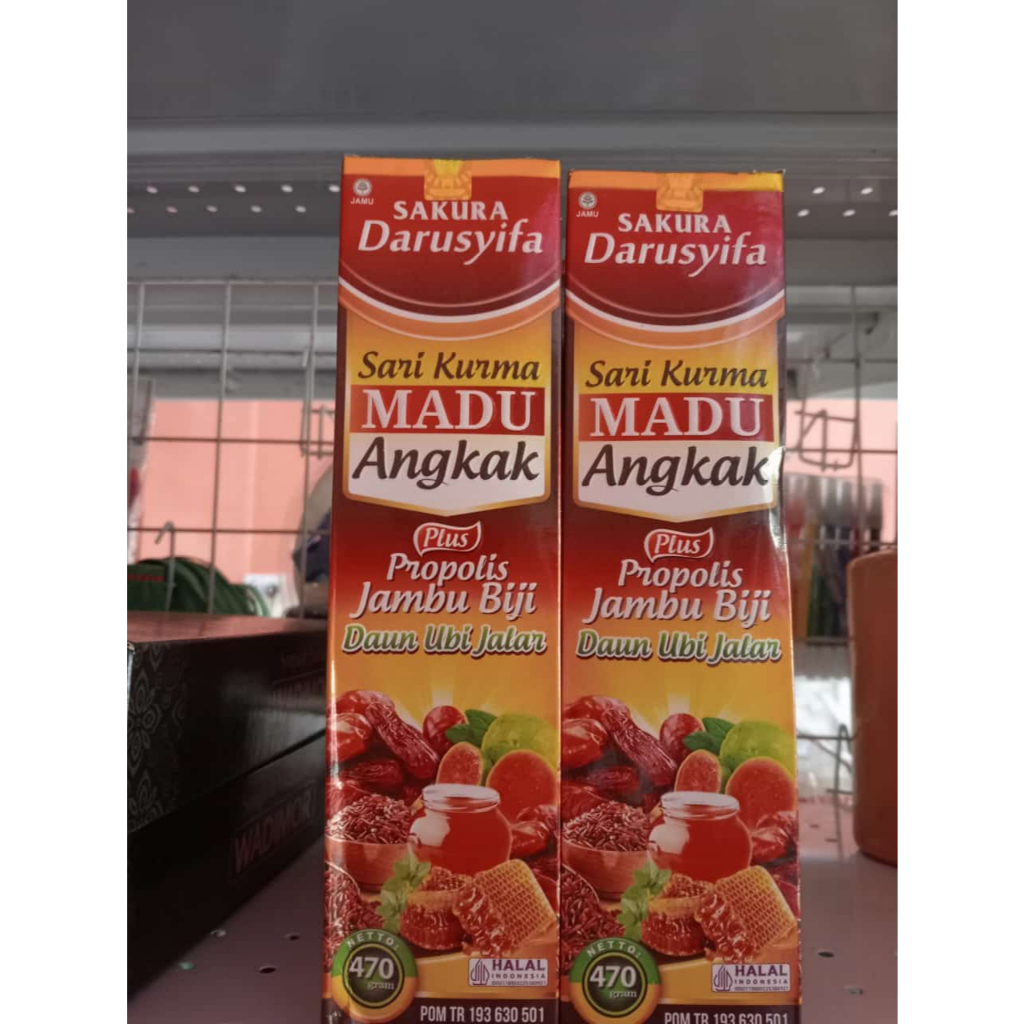 JAMU
SAKURA
Darusyifa
Sari Kurma
MADU
Angkak
Plus
Propolis
Jambu Biji
Daun Ubi Jalar
NETTO:
470
gram
HALAL
INDONESIA
POM TR 193 630 501
JAMU
SAKURA
Darusyifa
Sari Kurma
MADU
Angkak
Plus
Propolis
Jambu Biji
Daun Ubi Jalar
NETTO:
470
gram
HALAL
INDONESIA
POM TR 193 630 501
WADIMOR